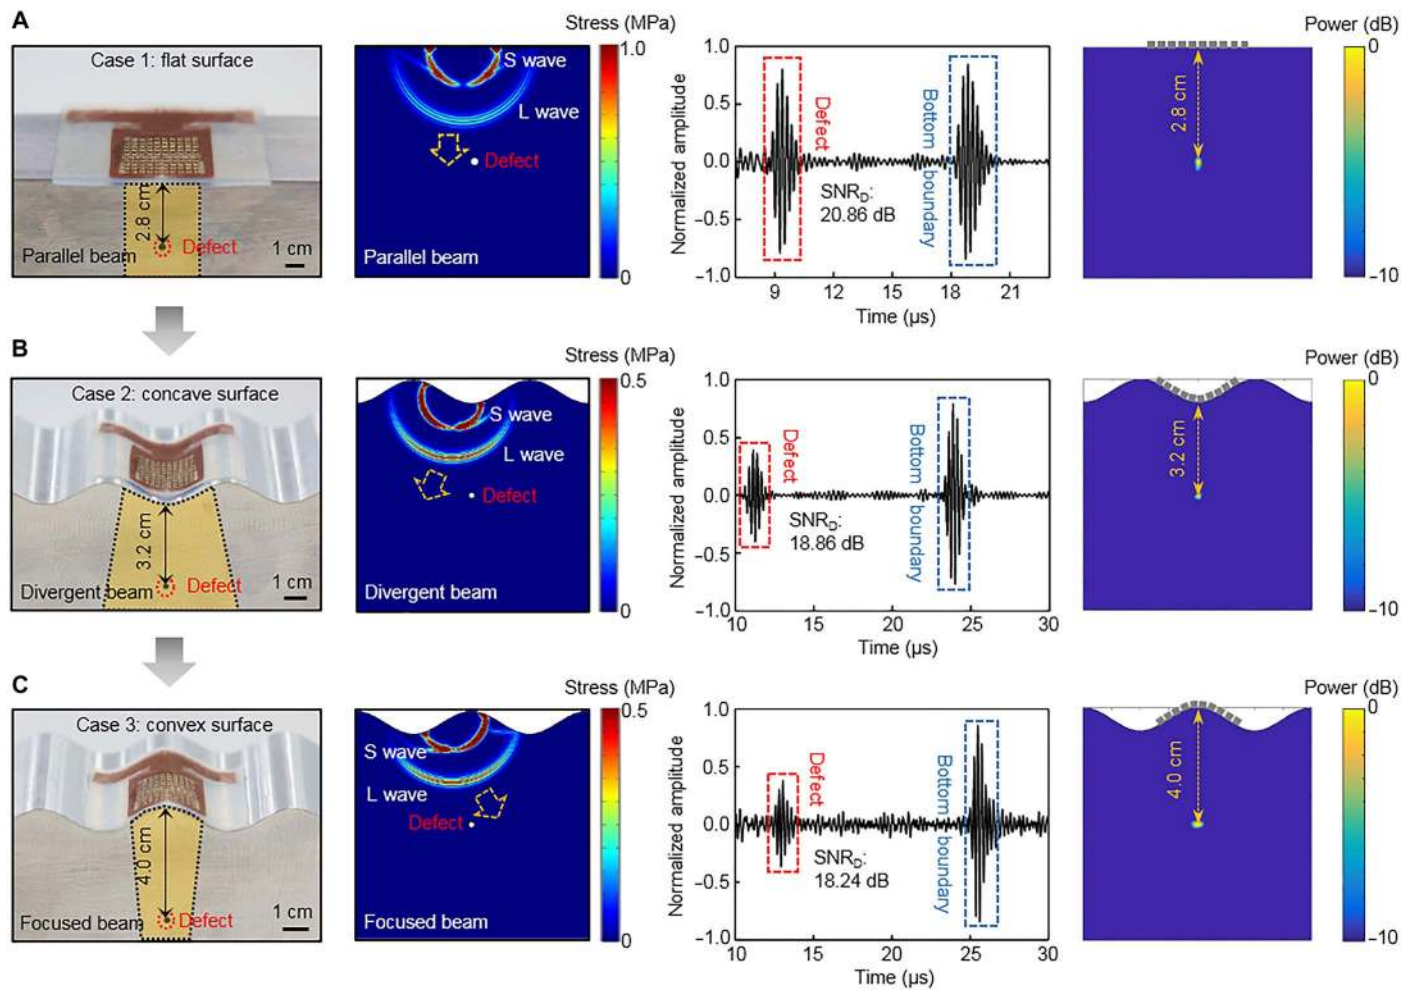 A
Case 1: flat surface
2.8 cm
Defect
Parallel beam
1 cm
Stress (MPa)
1.0
0
S wave
L wave
Defect
Parallel beam
Normalized amplitude
1.0
0.5
0.0
−0.5
−1.0
Defect
Bottom boundary
SNR_D:
20.86 dB
9 12 15 18 21
Time (µs)
Power (dB)
0
−10
2.8 cm
B
Case 2: concave surface
3.2 cm
Defect
Divergent beam
1 cm
Stress (MPa)
0.5
0
S wave
L wave
Defect
Divergent beam
Normalized amplitude
1.0
0.5
0.0
−0.5
−1.0
Defect
Bottom boundary
SNR_D:
18.86 dB
10 15 20 25 30
Time (µs)
Power (dB)
0
−10
3.2 cm
C
Case 3: convex surface
4.0 cm
Defect
Focused beam
1 cm
Stress (MPa)
0.5
0
S wave
L wave
Defect
Focused beam
Normalized amplitude
1.0
0.5
0.0
−0.5
−1.0
Defect
Bottom boundary
SNR_D:
18.24 dB
10 15 20 25 30
Time (µs)
Power (dB)
0
−10
4.0 cm